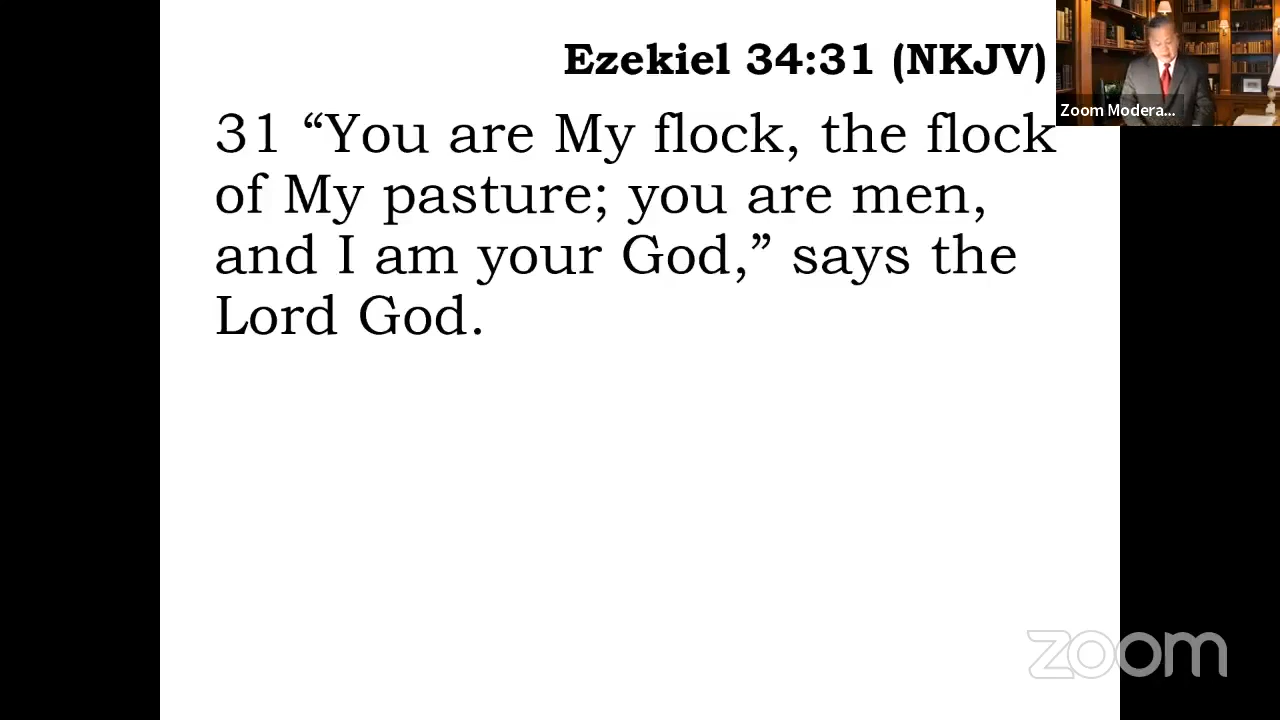 Ezekiel 34:31 (NKJV)
31 “You are My flock, the flock
of My pasture; you are men,
and I am your God,” says the
Lord God.
Zoom Modera...
zoom